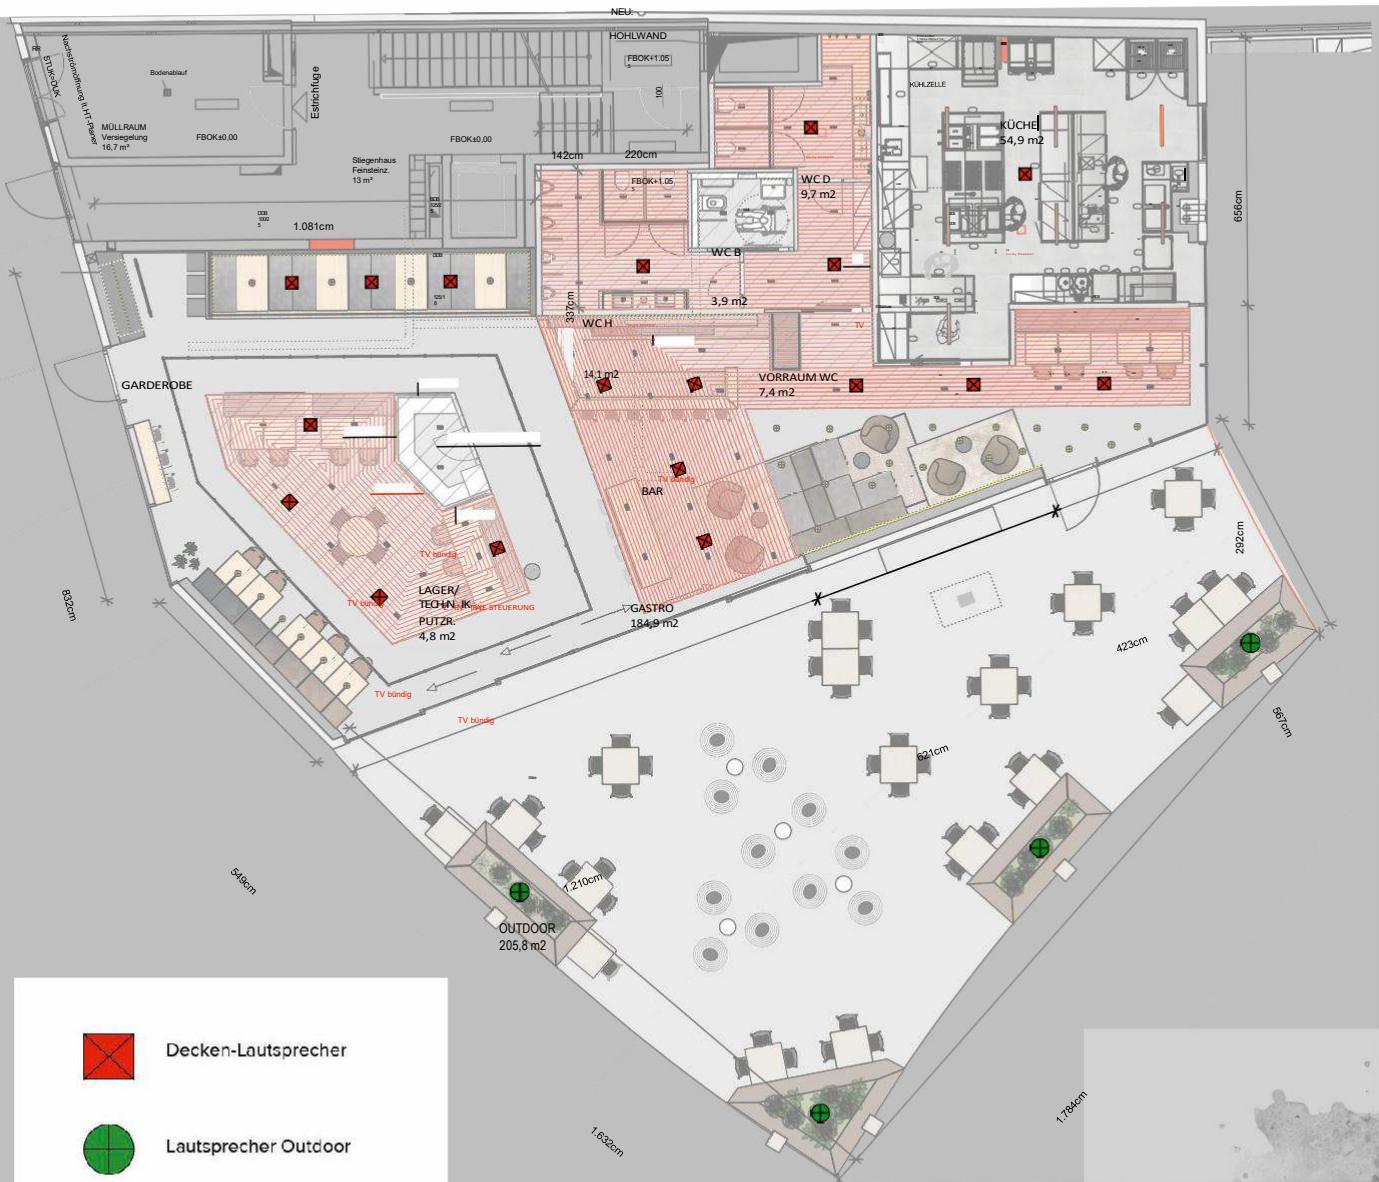 NEU:
HOHLWAND
FBOK+1.05
5
100
RR
STUK=DUK
Nachströmöffnung lt.HT-Planer
Bodenablauf
Estrichfuge
MÜLLRAUM
Versiegelung
16,7 m²
FBOK±0,00
FBOK±0,00
Stiegenhaus
Feinsteinz.
13 m²
142cm
220cm
FBOK+1.05
5
KÜHLZELLE
KÜCHE
54,9 m2
WC D
9,7 m2
656cm
1.081cm
WC B
3,9 m2
337cm
WC H
14,1 m2
TV
VORRAUM WC
7,4 m2
GARDEROBE
TV bündig
BAR
292cm
TV bündig
TV bündig
LAGER/
TECHN. IK
STEUERUNG
PUTZR.
4,8 m2
GASTRO
184,9 m2
832cm
423cm
TV bündig
TV bündig
567cm
621cm
549cm
1.210cm
OUTDOOR
205,8 m2
Decken-Lautsprecher
Lautsprecher Outdoor
1.632cm
1.784cm